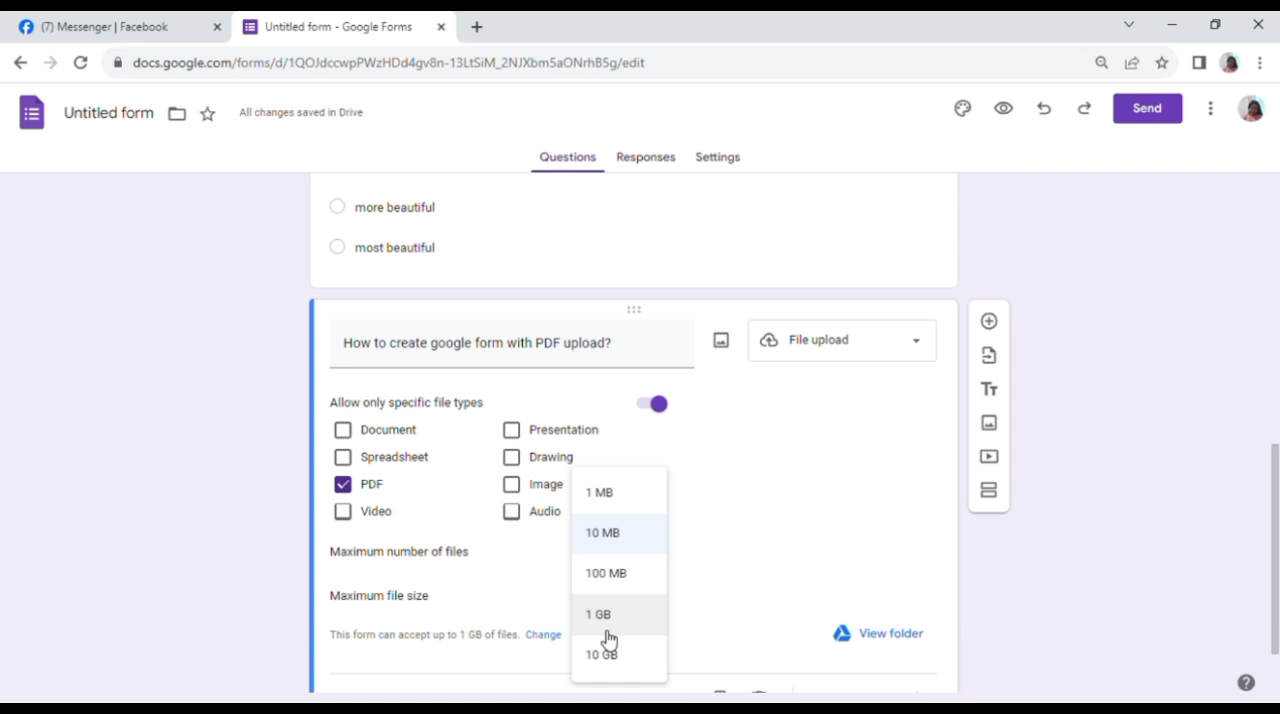 (7) Messenger | Facebook
Untitled form - Google Forms
docs.google.com/forms/d/1QOJdccwpPWzHDd4gv8n-13LtSiM_2NJXbm5aONrhB5g/edit
Untitled form
All changes saved in Drive
Send
Questions
Responses
Settings
more beautiful
most beautiful
How to create google form with PDF upload?
File upload
Allow only specific file types
Document
Presentation
Spreadsheet
Drawing
PDF
Image
Video
Audio
1 MB
10 MB
100 MB
1 GB
10 GB
Maximum number of files
Maximum file size
This form can accept up to 1 GB of files. Change
View folder